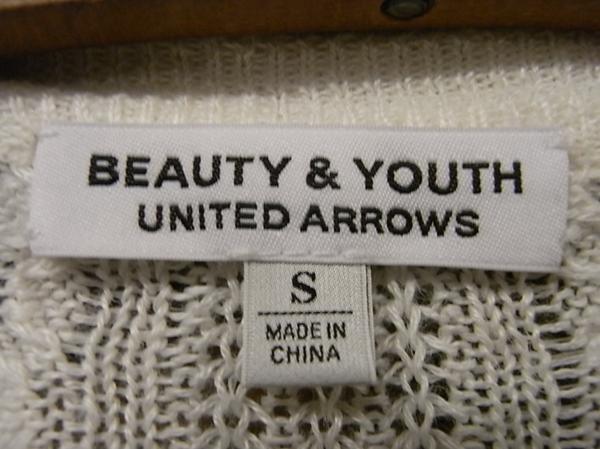 BEAUTY & YOUTH
UNITED ARROWS
S
MADE IN
CHINA